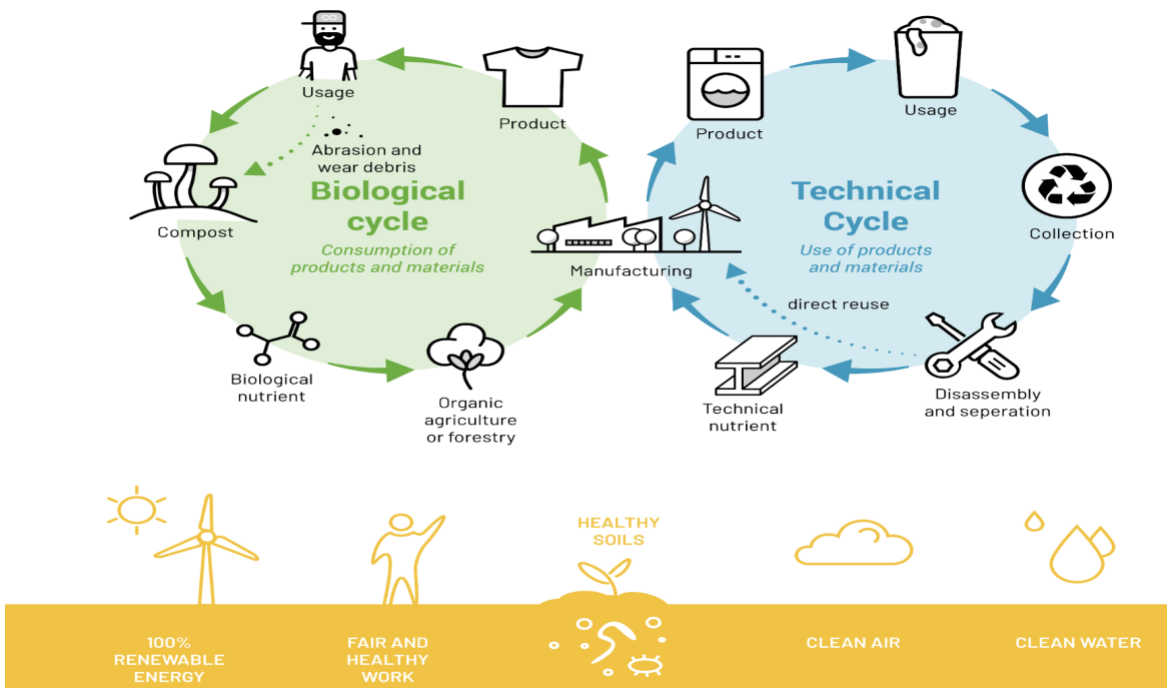 Usage
Product
Abrasion and
wear debris
Biological
cycle
Consumption of
products and materials
Compost
Biological
nutrient
Organic
agriculture
or forestry
Manufacturing
Product
Usage
Technical
Cycle
Use of products
and materials
Collection
direct reuse
Disassembly
and seperation
Technical
nutrient
HEALTHY
SOILS
100%
RENEWABLE
ENERGY
FAIR AND
HEALTHY
WORK
CLEAN AIR
CLEAN WATER